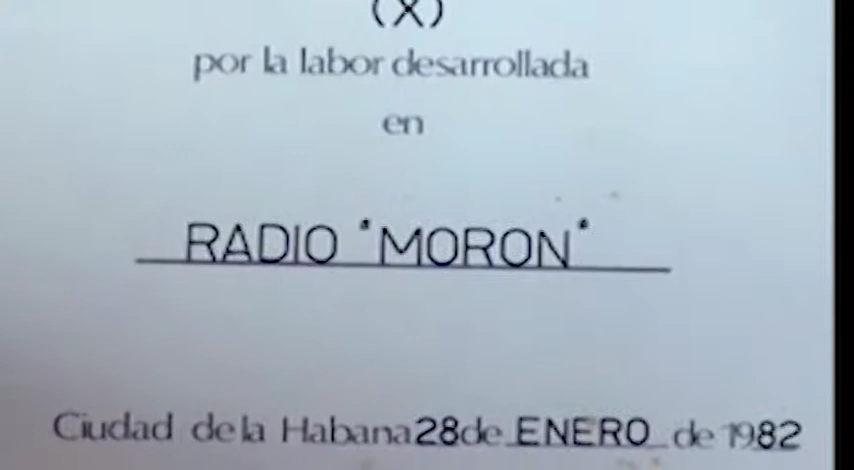 (X)
por la labor desarrollada
en
RADIO "MORON"
Ciudad de la Habana 28 de ENERO de 1982